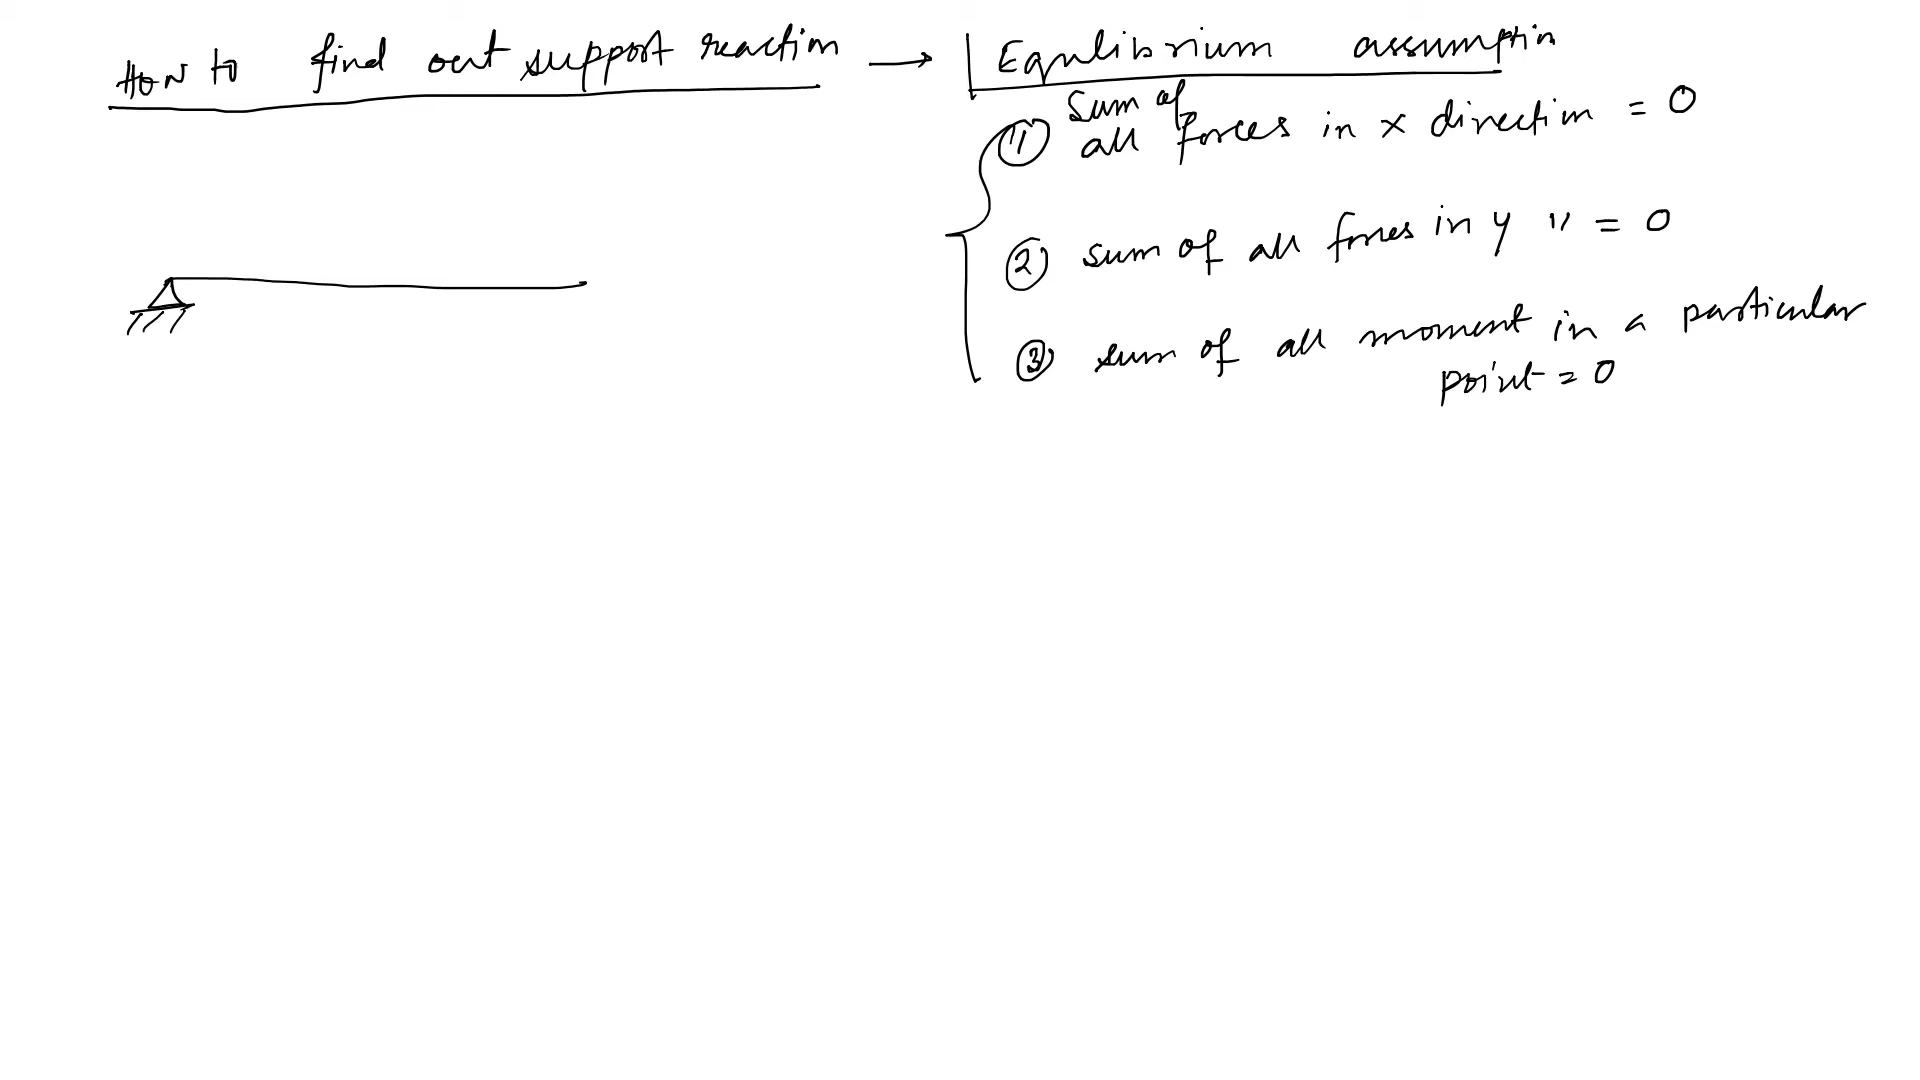 How to find out support reaction → Equlibrium assumption
① sum of all forces in x direction = 0
② sum of all forces in y " = 0
③ sum of all moment in a particular
point = 0